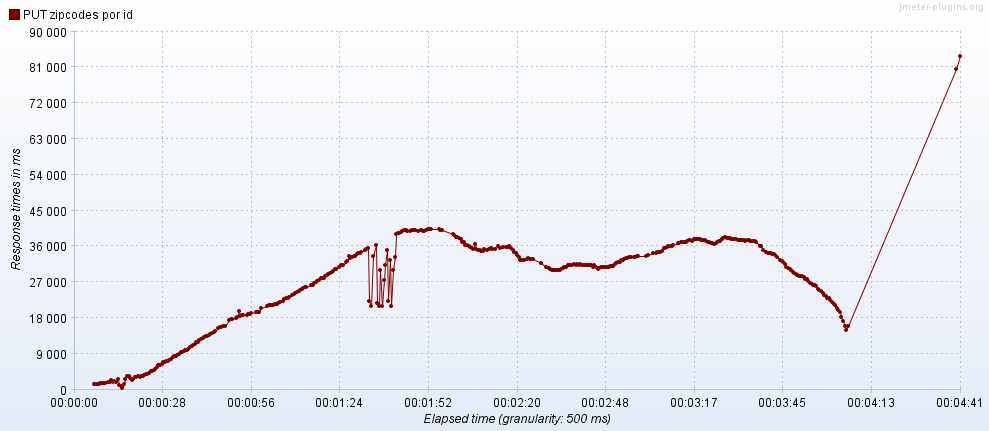 PUT zipcodes por id
jmeter-plugins.org
90 000
81 000
72 000
63 000
54 000
45 000
36 000
27 000
18 000
9 000
0
Response times in ms
00:00:00 00:00:28 00:00:56 00:01:24 00:01:52 00:02:20 00:02:48 00:03:17 00:03:45 00:04:13 00:04:41
Elapsed time (granularity: 500 ms)